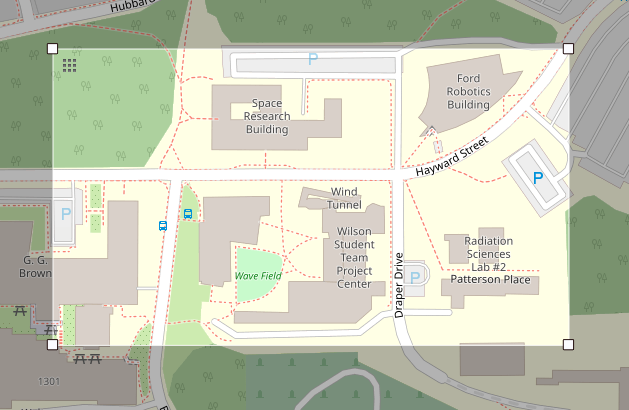 Hubbard
P
Space
Research
Building
Ford
Robotics
Building
Hayward Street
P
P
Wind
Tunnel
Wilson
Student
Team
Project
Center
Wave Field
G. G.
Brown
Draper Drive
Radiation
Sciences
Lab #2
Patterson Place
P
1301